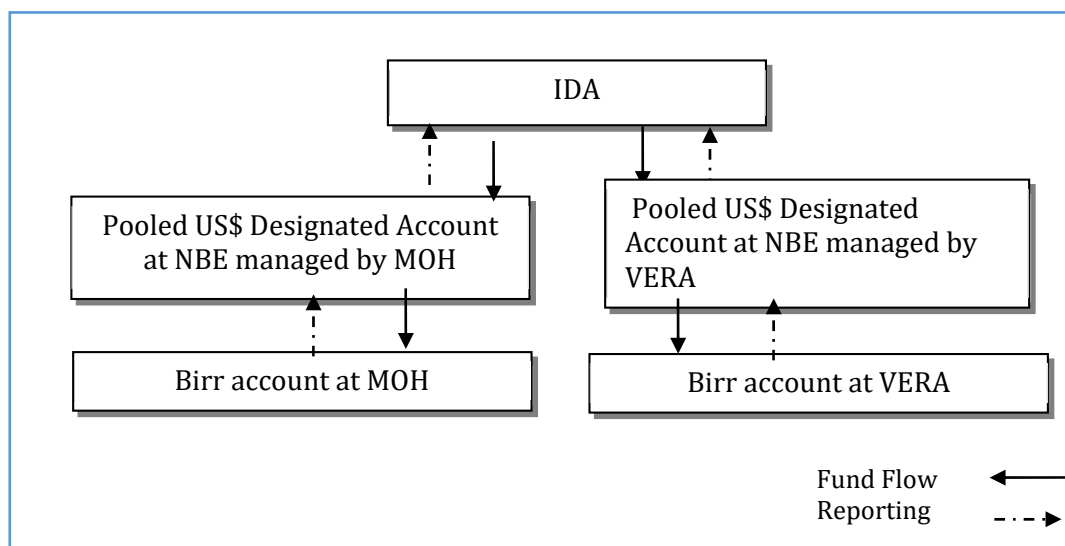 IDA
Pooled US$ Designated Account
at NBE managed by MOH
Pooled US$ Designated
Account at NBE managed by
VERA
Birr account at MOH
Birr account at VERA
Fund Flow
Reporting